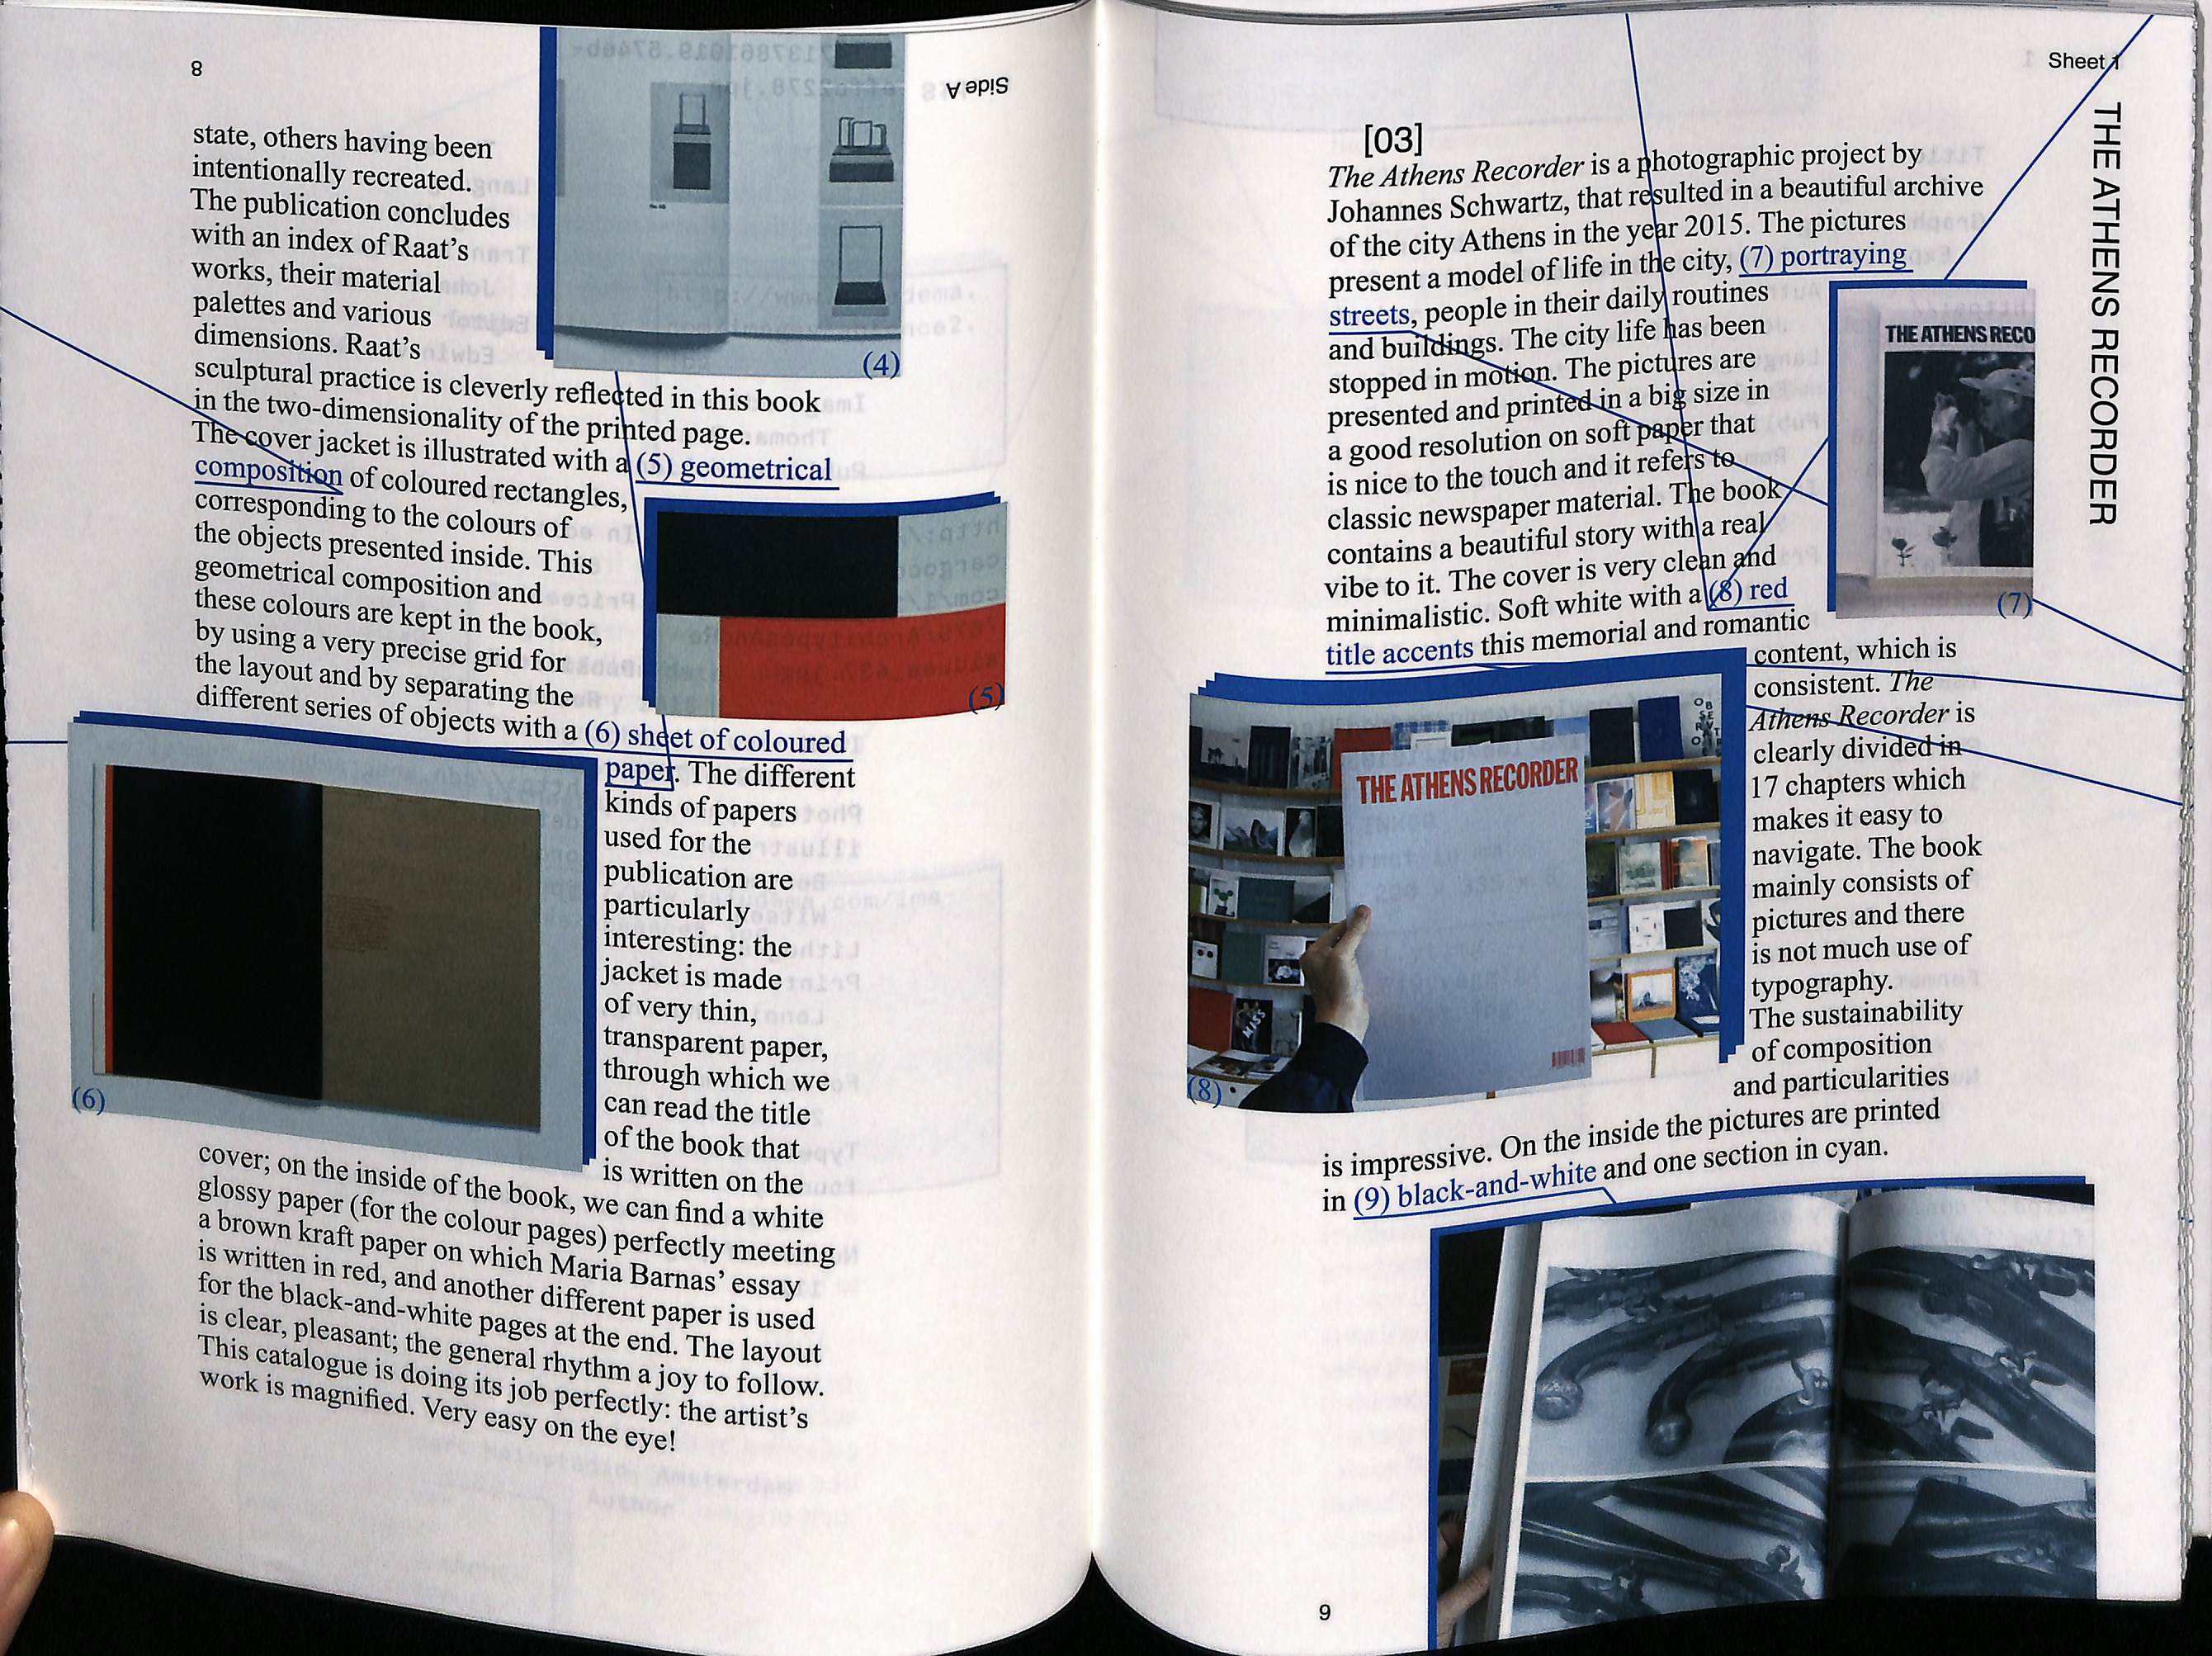 8
Side A
state, others having been
intentionally recreated.
The publication concludes
with an index of Raat's
works, their material
palettes and various
dimensions. Raat's
sculptural practice is cleverly reflected in this book
in the two-dimensionality of the printed page.
The cover jacket is illustrated with a (5) geometrical
composition of coloured rectangles,
corresponding to the colours of
the objects presented inside. This
geometrical composition and
these colours are kept in the book,
by using a very precise grid for
the layout and by separating the
different series of objects with a (6) sheet of coloured
paper. The different
kinds of papers
used for the
publication are
particularly
interesting: the
jacket is made
of very thin,
transparent paper,
through which we
can read the title
of the book that
is written on the
cover; on the inside of the book, we can find a white
glossy paper (for the colour pages) perfectly meeting
a brown kraft paper on which Maria Barnas' essay
is written in red, and another different paper is used
for the black-and-white pages at the end. The layout
is clear, pleasant; the general rhythm a joy to follow.
This catalogue is doing its job perfectly: the artist's
work is magnified. Very easy on the eye!
(4)
(5)
(6)
Sheet 1
THE ATHENS RECORDER
[03]
The Athens Recorder is a photographic project by
Johannes Schwartz, that resulted in a beautiful archive
of the city Athens in the year 2015. The pictures
present a model of life in the city, (7) portraying
streets, people in their daily routines
and buildings. The city life has been
stopped in motion. The pictures are
presented and printed in a big size in
a good resolution on soft paper that
is nice to the touch and it refers to
classic newspaper material. The book
contains a beautiful story with a real
vibe to it. The cover is very clean and
minimalistic. Soft white with a (8) red
title accents this memorial and romantic
content, which is
consistent. The
Athens Recorder is
clearly divided in
17 chapters which
makes it easy to
navigate. The book
mainly consists of
pictures and there
is not much use of
typography.
The sustainability
of composition
and particularities
is impressive. On the inside the pictures are printed
in (9) black-and-white and one section in cyan.
THE ATHENS RECO
(7)
THE ATHENS RECORDER
MISS
(8)
9